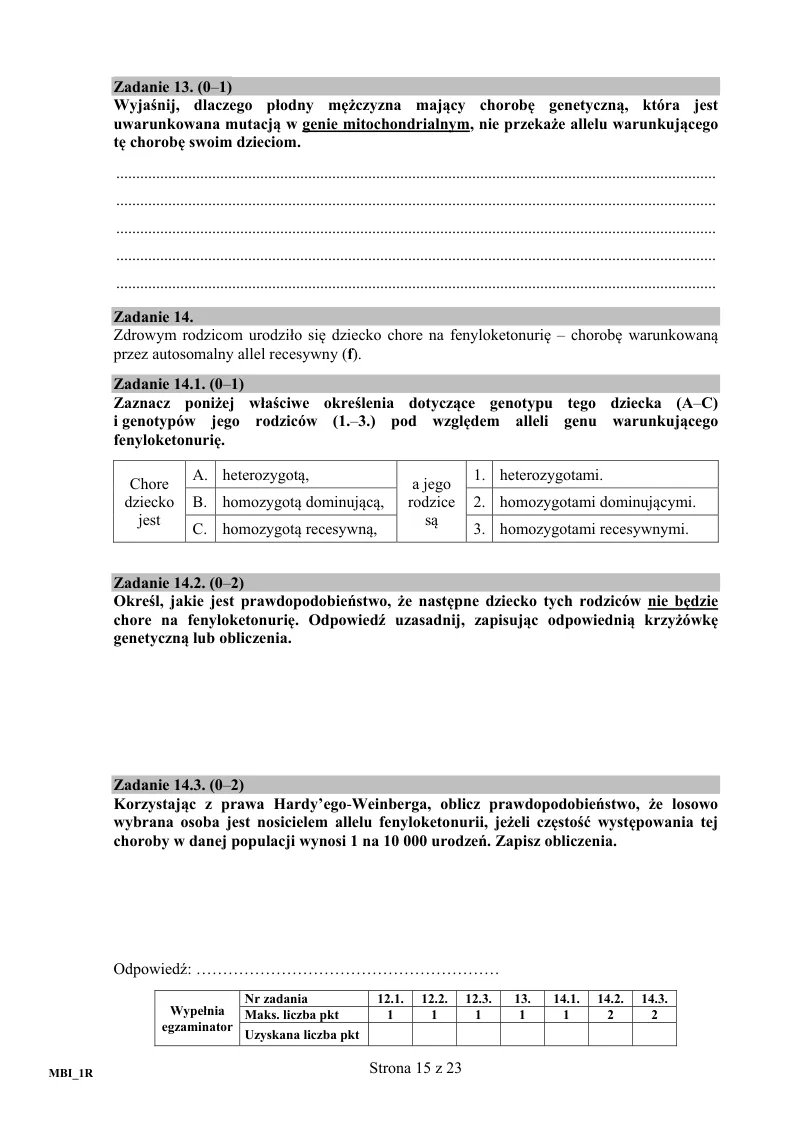 Zadanie 13. (0–1)
Wyjaśnij, dlaczego płodny mężczyzna mający chorobę genetyczną, która jest
uwarunkowana mutacją w genie mitochondrialnym, nie przekaże allelu warunkującego
tę chorobę swoim dzieciom.
Zadanie 14.
Zdrowym rodzicom urodziło się dziecko chore na fenyloketonurię – chorobę warunkowaną
przez autosomalny allel recesywny (f).
Zadanie 14.1. (0–1)
Zaznacz poniżej właściwe określenia dotyczące genotypu tego dziecka (A–C)
i genotypów jego rodziców (1.–3.) pod względem alleli genu warunkującego
fenyloketonurię.
Chore dziecko jest
A. heterozygotą,
B. homozygotą dominującą,
C. homozygotą recesywną,
a jego rodzice są
1. heterozygotami.
2. homozygotami dominującymi.
3. homozygotami recesywnymi.
Zadanie 14.2. (0–2)
Określ, jakie jest prawdopodobieństwo, że następne dziecko tych rodziców nie będzie
chore na fenyloketonurię. Odpowiedź uzasadnij, zapisując odpowiednią krzyżówkę
genetyczną lub obliczenia.
Zadanie 14.3. (0–2)
Korzystając z prawa Hardy’ego-Weinberga, oblicz prawdopodobieństwo, że losowo
wybrana osoba jest nosicielem allelu fenyloketonurii, jeżeli częstość występowania tej
choroby w danej populacji wynosi 1 na 10 000 urodzeń. Zapisz obliczenia.
Odpowiedź: ……………………………………………………
Wypełnia egzaminator
Nr zadania 12.1. 12.2. 12.3. 13. 14.1. 14.2. 14.3.
Maks. liczba pkt 1 1 1 1 1 2 2
Uzyskana liczba pkt
MBI_1R
Strona 15 z 23